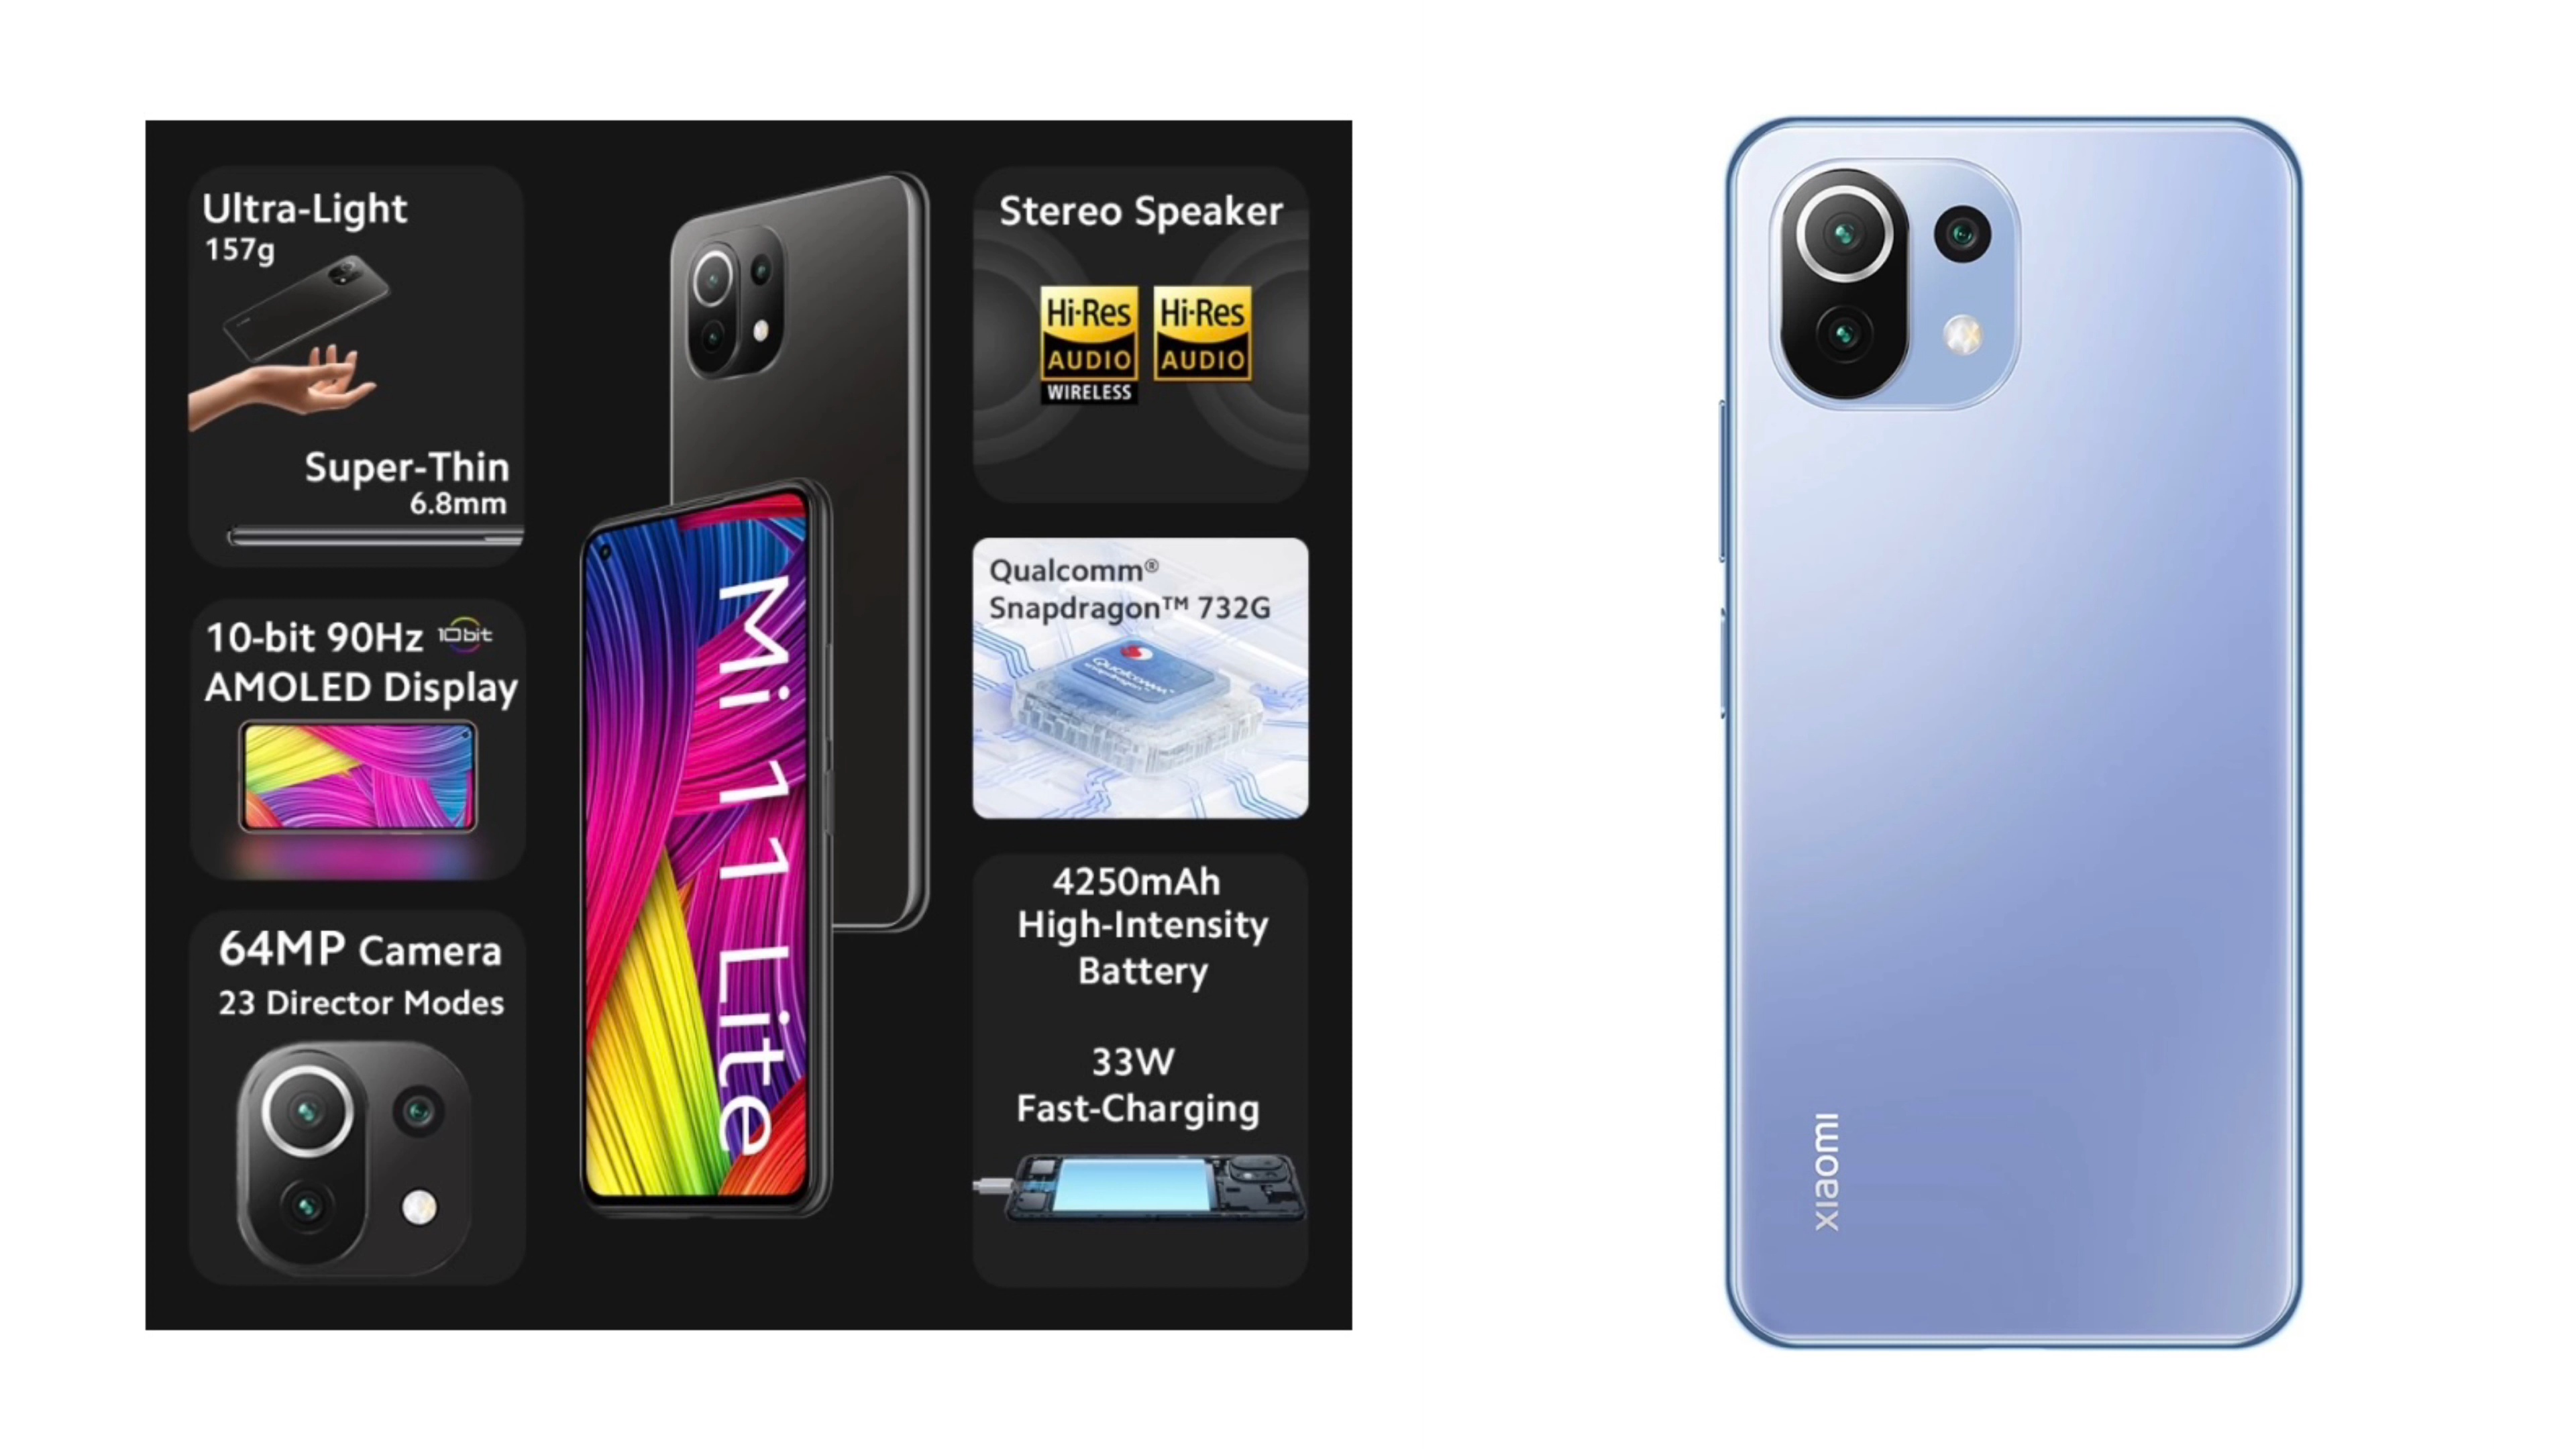 Ultra-Light
157g
Super-Thin
6.8mm
10-bit 90Hz 10bit
AMOLED Display
64MP Camera
23 Director Modes
Mi 11 Lite
Stereo Speaker
Hi-Res
AUDIO
WIRELESS
Hi-Res
AUDIO
Qualcomm®
Snapdragon™ 732G
Qualcomm
snapdragon
4250mAh
High-Intensity
Battery
33W
Fast-Charging
xiaomi